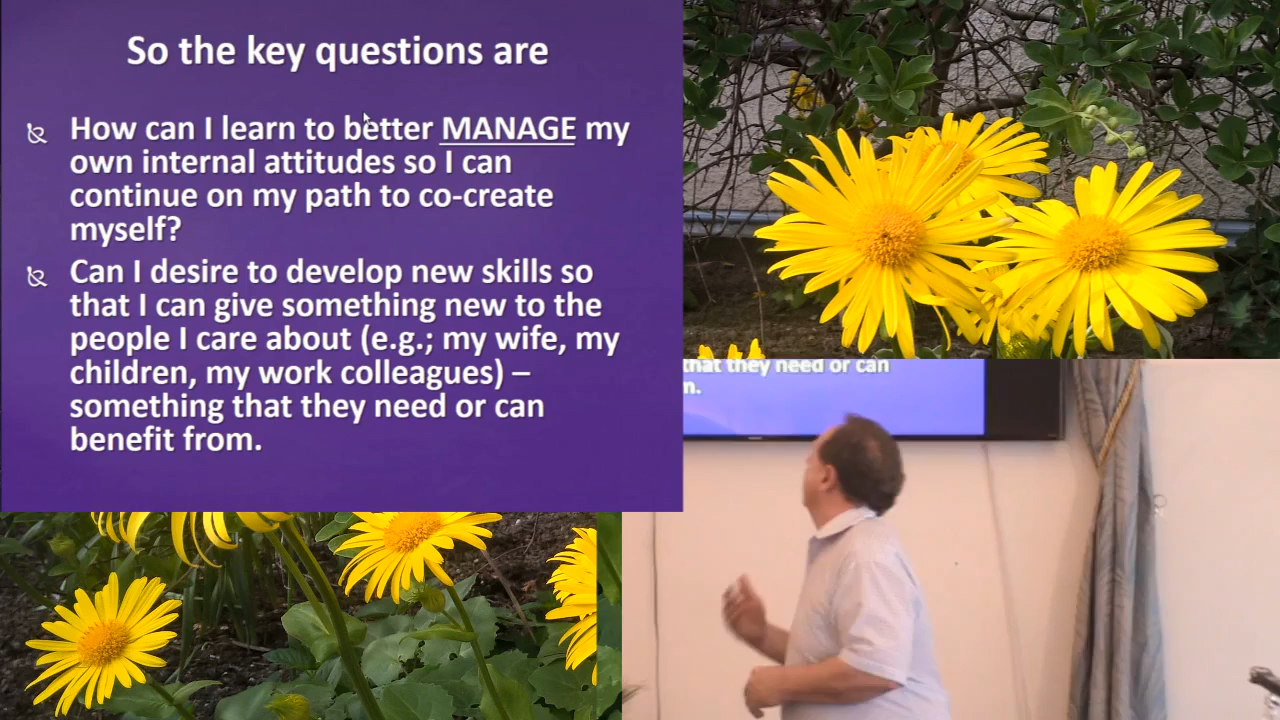 So the key questions are
How can I learn to better MANAGE my
own internal attitudes so I can
continue on my path to co-create
myself?
Can I desire to develop new skills so
that I can give something new to the
people I care about (e.g.; my wife, my
children, my work colleagues) –
something that they need or can
benefit from.
that they need or can
m.